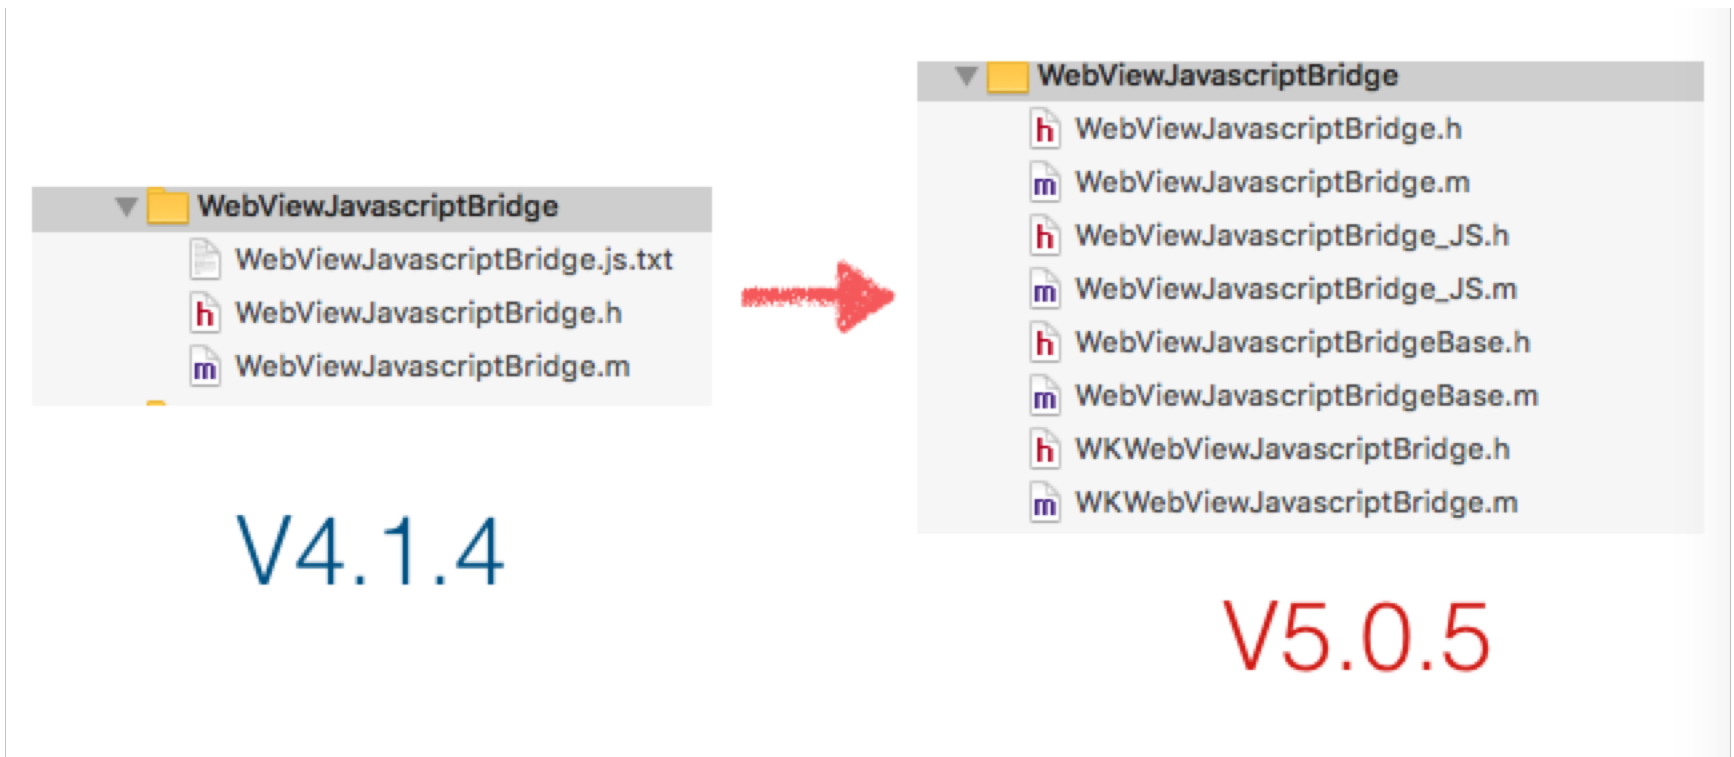 WebViewJavascriptBridge
WebViewJavascriptBridge.js.txt
h WebViewJavascriptBridge.h
m WebViewJavascriptBridge.m
V4.1.4
WebViewJavascriptBridge
h WebViewJavascriptBridge.h
m WebViewJavascriptBridge.m
h WebViewJavascriptBridge_JS.h
m WebViewJavascriptBridge_JS.m
h WebViewJavascriptBridgeBase.h
m WebViewJavascriptBridgeBase.m
h WKWebViewJavascriptBridge.h
m WKWebViewJavascriptBridge.m
V5.0.5